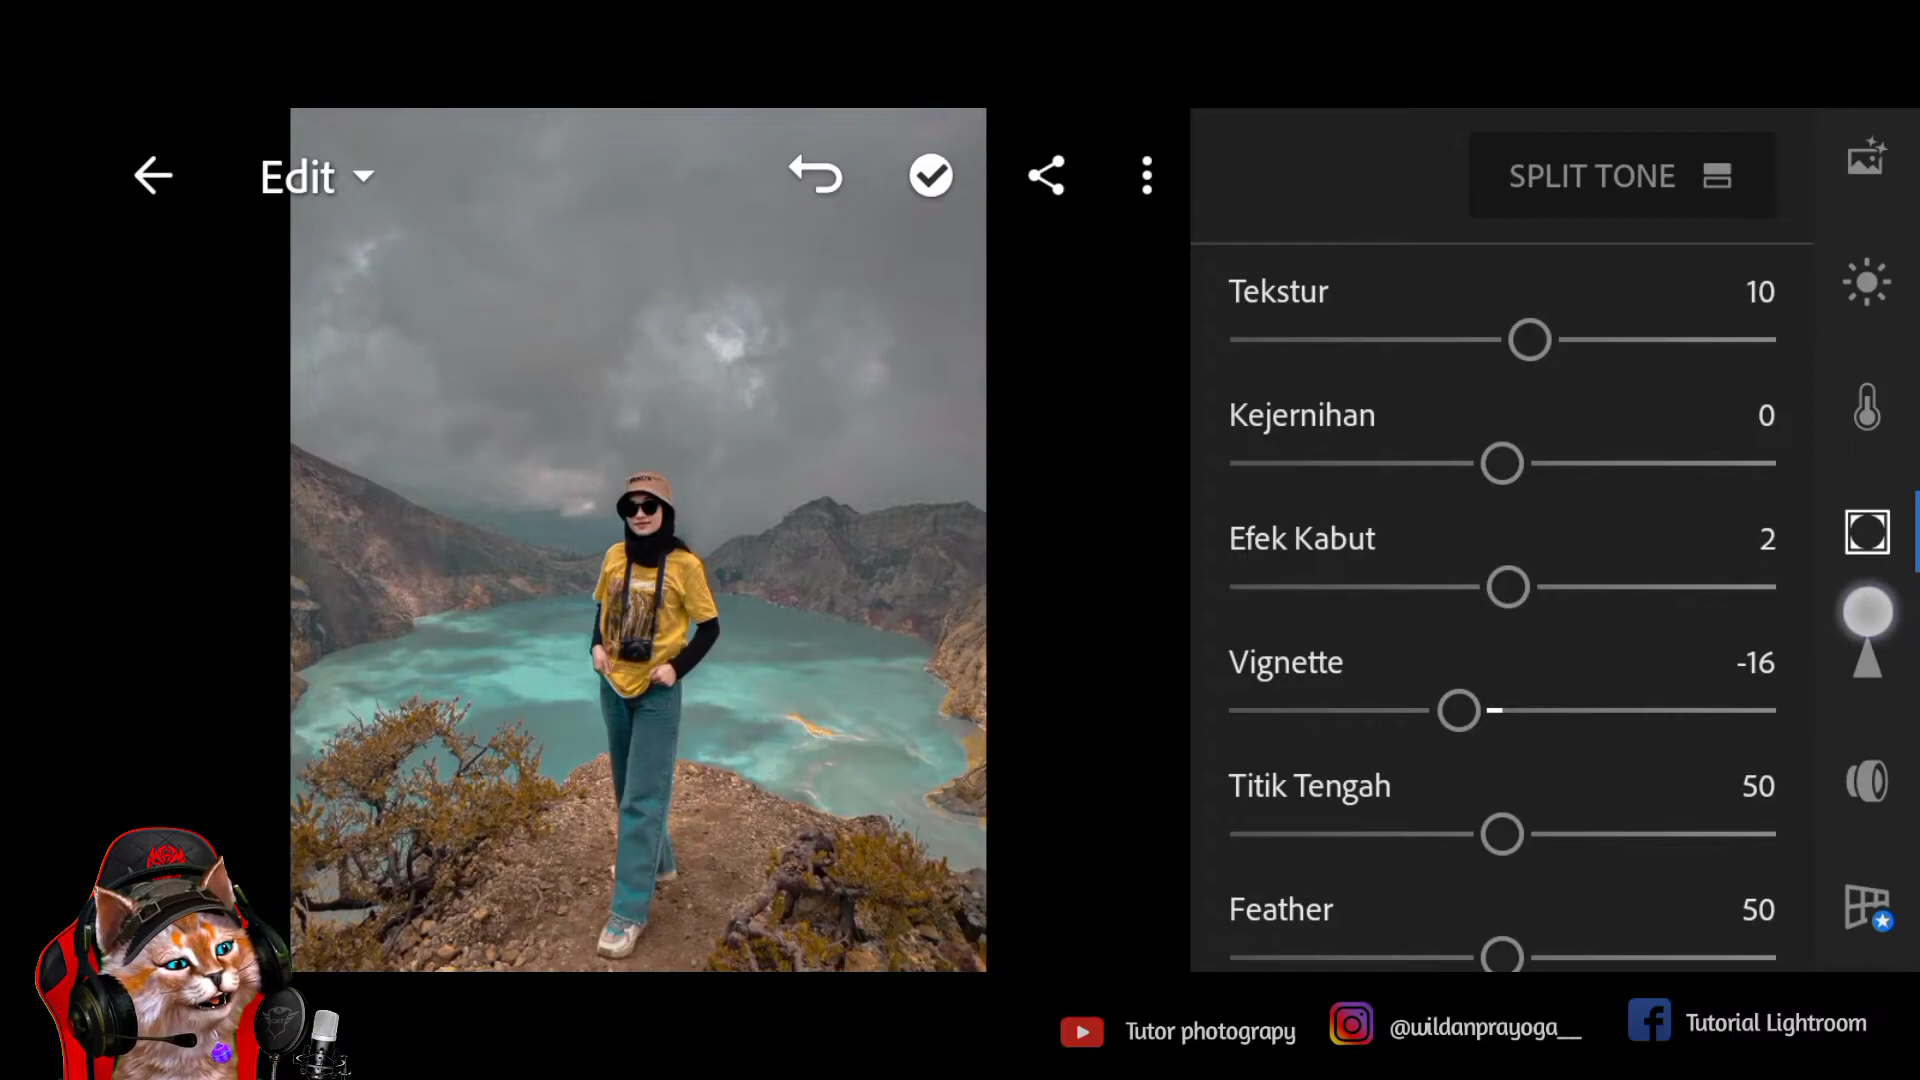 Edit
SPLIT TONE
Tekstur 10
Kejernihan 0
Efek Kabut 2
Vignette -16
Titik Tengah 50
Feather 50
Tutor photograpy
@wildanprayoga__
Tutorial Lightroom